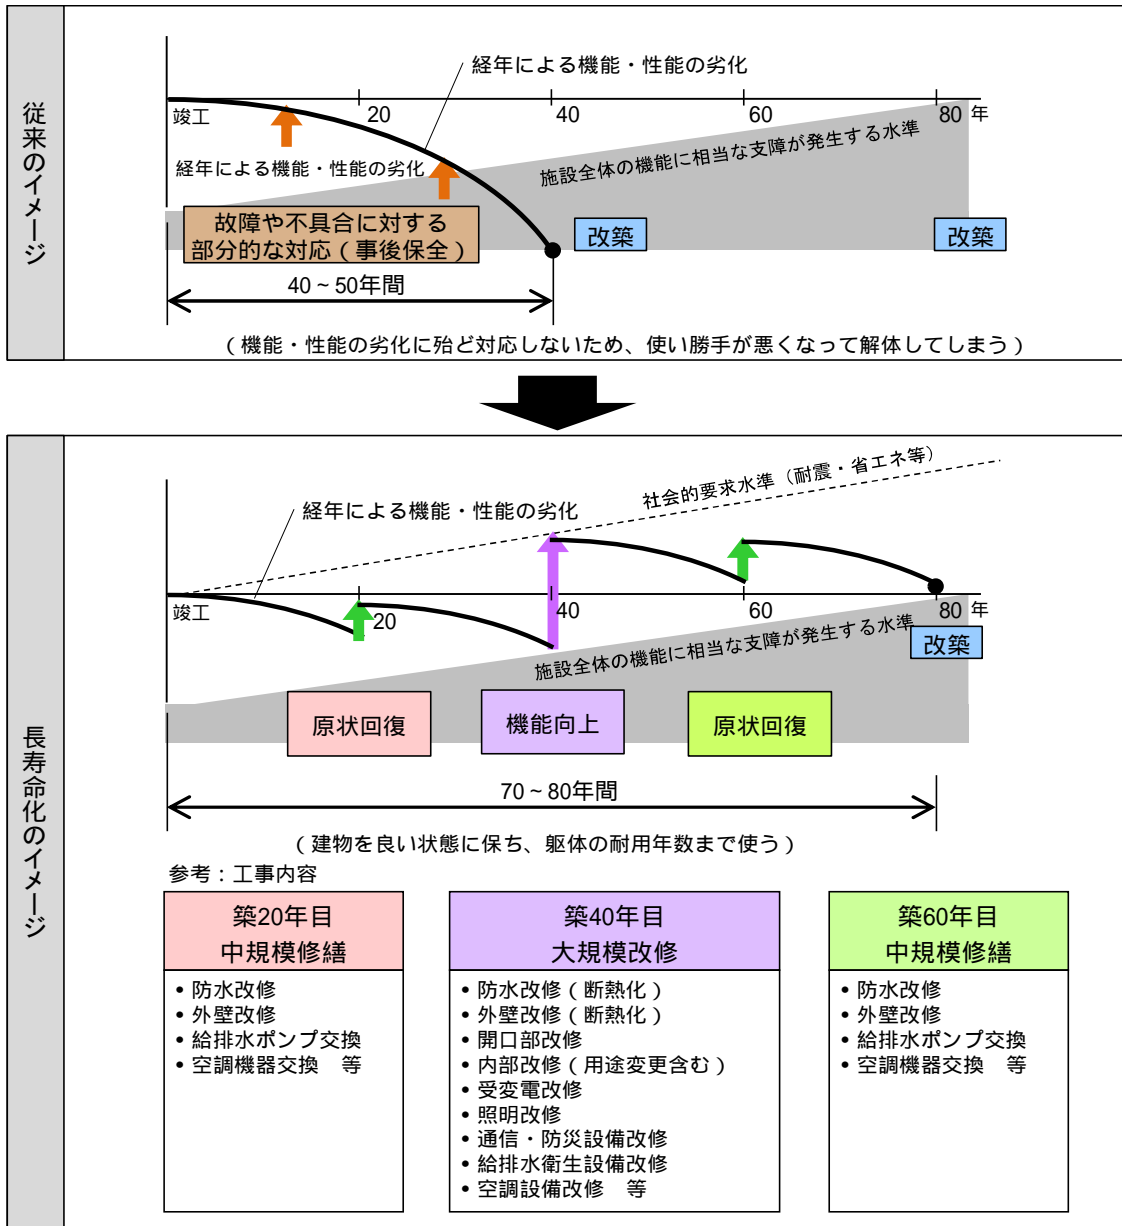 従来のイメージ
経年による機能・性能の劣化
竣工
20
40
60
80 年
経年による機能・性能の劣化
施設全体の機能に相当な支障が発生する水準
故障や不具合に対する
部分的な対応(事後保全)
改築
改築
40~50年間
(機能・性能の劣化に殆ど対応しないため、使い勝手が悪くなって解体してしまう)
長寿命化のイメージ
社会的要求水準(耐震・省エネ等)
経年による機能・性能の劣化
竣工
20
40
60
80 年
施設全体の機能に相当な支障が発生する水準
改築
原状回復
機能向上
原状回復
70~80年間
(建物を良い状態に保ち、躯体の耐用年数まで使う)
参考:工事内容
築20年目
中規模修繕
• 防水改修
• 外壁改修
• 給排水ポンプ交換
• 空調機器交換 等
築40年目
大規模改修
• 防水改修(断熱化)
• 外壁改修(断熱化)
• 開口部改修
• 内部改修(用途変更含む)
• 受変電改修
• 照明改修
• 通信・防災設備改修
• 給排水衛生設備改修
• 空調設備改修 等
築60年目
中規模修繕
• 防水改修
• 外壁改修
• 給排水ポンプ交換
• 空調機器交換 等